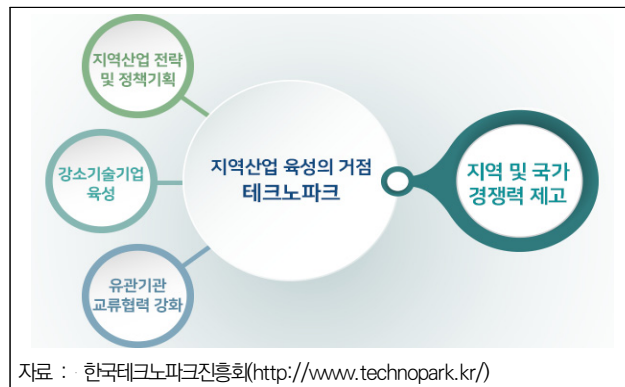 지역산업 전략
및 정책기획
강소기술기업
육성
유관기관
교류협력 강화
지역산업 육성의 거점
테크노파크
지역 및 국가
경쟁력 제고
자료 : 한국테크노파크진흥회(http://www.technopark.kr/)